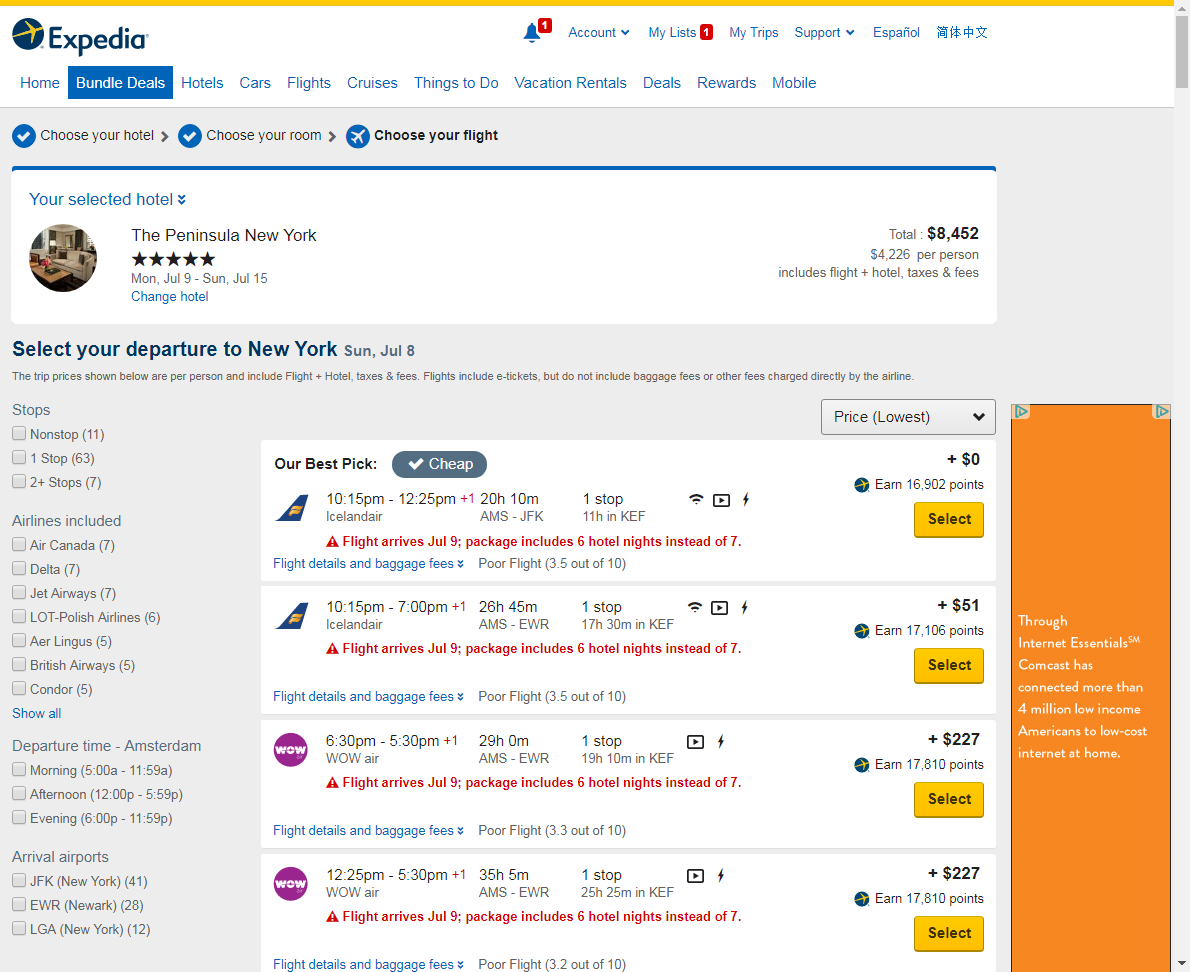 Expedia
1
Account
My Lists 1
My Trips
Support
Español
简体中文
Home
Bundle Deals
Hotels
Cars
Flights
Cruises
Things to Do
Vacation Rentals
Deals
Rewards
Mobile
Choose your hotel
Choose your room
Choose your flight
Your selected hotel
The Peninsula New York
Mon, Jul 9 - Sun, Jul 15
Change hotel
Total : $8,452
$4,226 per person
includes flight + hotel, taxes & fees
Select your departure to New York Sun, Jul 8
The trip prices shown below are per person and include Flight + Hotel, taxes & fees. Flights include e-tickets, but do not include baggage fees or other fees charged directly by the airline.
Stops
Nonstop (11)
1 Stop (63)
2+ Stops (7)
Airlines included
Air Canada (7)
Delta (7)
Jet Airways (7)
LOT-Polish Airlines (6)
Aer Lingus (5)
British Airways (5)
Condor (5)
Show all
Departure time - Amsterdam
Morning (5:00a - 11:59a)
Afternoon (12:00p - 5:59p)
Evening (6:00p - 11:59p)
Arrival airports
JFK (New York) (41)
EWR (Newark) (28)
LGA (New York) (12)
Price (Lowest)
Our Best Pick: Cheap
+ $0
Earn 16,902 points
10:15pm - 12:25pm +1 20h 10m 1 stop
Icelandair AMS - JFK 11h in KEF
Select
Flight arrives Jul 9; package includes 6 hotel nights instead of 7.
Flight details and baggage fees Poor Flight (3.5 out of 10)
10:15pm - 7:00pm +1 26h 45m 1 stop
+ $51
Icelandair AMS - EWR 17h 30m in KEF
Earn 17,106 points
Flight arrives Jul 9; package includes 6 hotel nights instead of 7.
Select
Flight details and baggage fees Poor Flight (3.5 out of 10)
wow
6:30pm - 5:30pm +1 29h 0m 1 stop
+ $227
WOW air AMS - EWR 19h 10m in KEF
Earn 17,810 points
Flight arrives Jul 9; package includes 6 hotel nights instead of 7.
Select
Flight details and baggage fees Poor Flight (3.3 out of 10)
wow
12:25pm - 5:30pm +1 35h 5m 1 stop
+ $227
WOW air AMS - EWR 25h 25m in KEF
Earn 17,810 points
Flight arrives Jul 9; package includes 6 hotel nights instead of 7.
Select
Flight details and baggage fees Poor Flight (3.2 out of 10)
Through
Internet Essentials℠
Comcast has
connected more than
4 million low income
Americans to low-cost
internet at home.